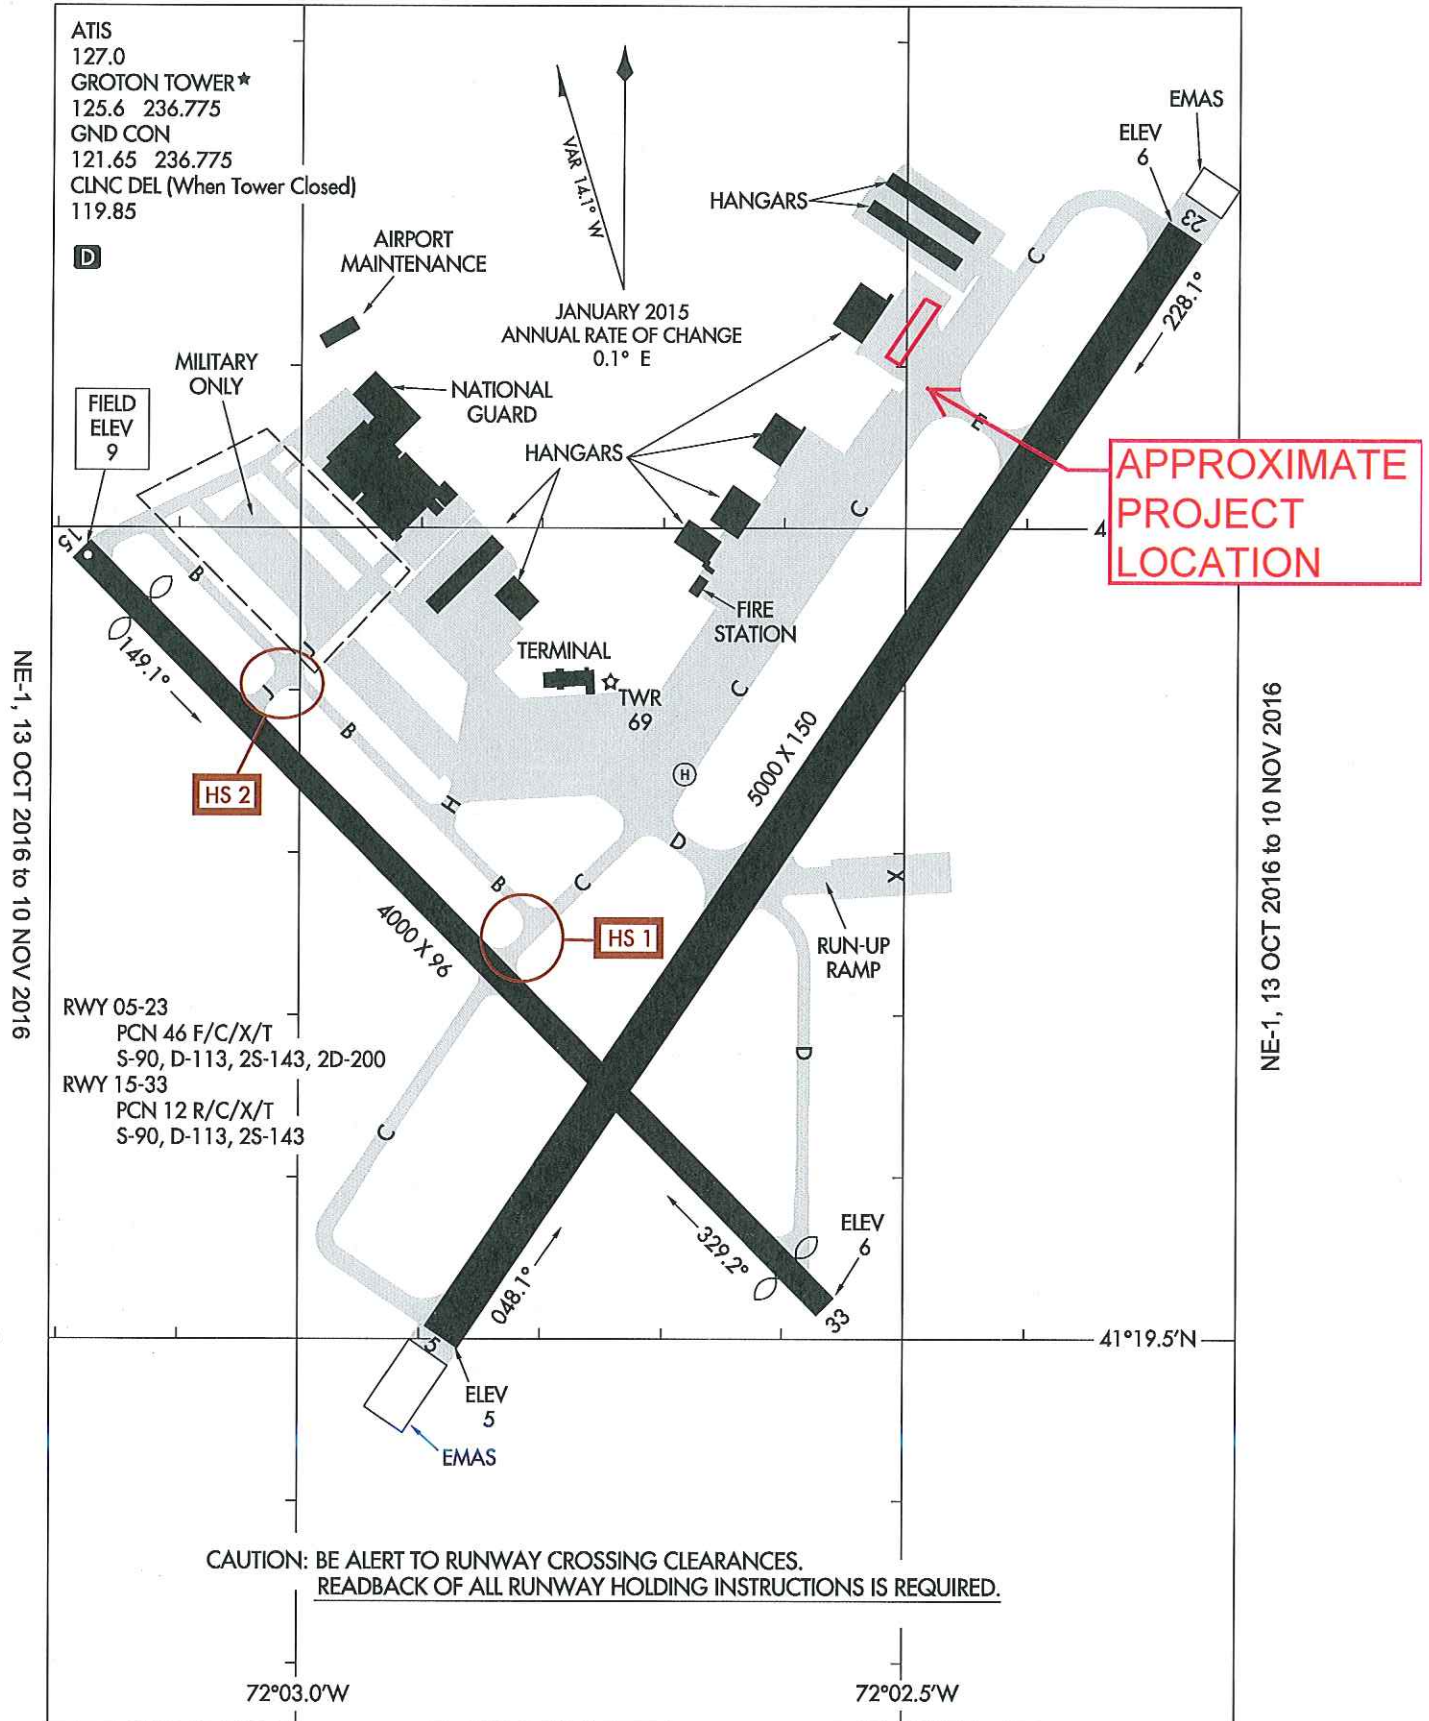 ATIS
127.0
GROTON TOWER★
125.6 236.775
GND CON
121.65 236.775
CLNC DEL (When Tower Closed)
119.85
D
EMAS
ELEV
6
23
228.1°
HANGARS
C
VAR 14.1° W
AIRPORT
MAINTENANCE
JANUARY 2015
ANNUAL RATE OF CHANGE
0.1° E
MILITARY
ONLY
NATIONAL
GUARD
FIELD
ELEV
9
HANGARS
E
APPROXIMATE
PROJECT
LOCATION
4
C
15
B
149.1°
FIRE
STATION
TERMINAL
TWR
69
J
J
C
B
HS 2
H
H
5000 X 150
D
B
C
X
HS 1
4000 X 96
RUN-UP
RAMP
D
RWY 05-23
PCN 46 F/C/X/T
S-90, D-113, 2S-143, 2D-200
RWY 15-33
PCN 12 R/C/X/T
S-90, D-113, 2S-143
C
329.2°
ELEV
6
33
048.1°
5
41°19.5'N
ELEV
5
EMAS
CAUTION: BE ALERT TO RUNWAY CROSSING CLEARANCES.
READBACK OF ALL RUNWAY HOLDING INSTRUCTIONS IS REQUIRED.
72°03.0'W
72°02.5'W
NE-1, 13 OCT 2016 to 10 NOV 2016
NE-1, 13 OCT 2016 to 10 NOV 2016